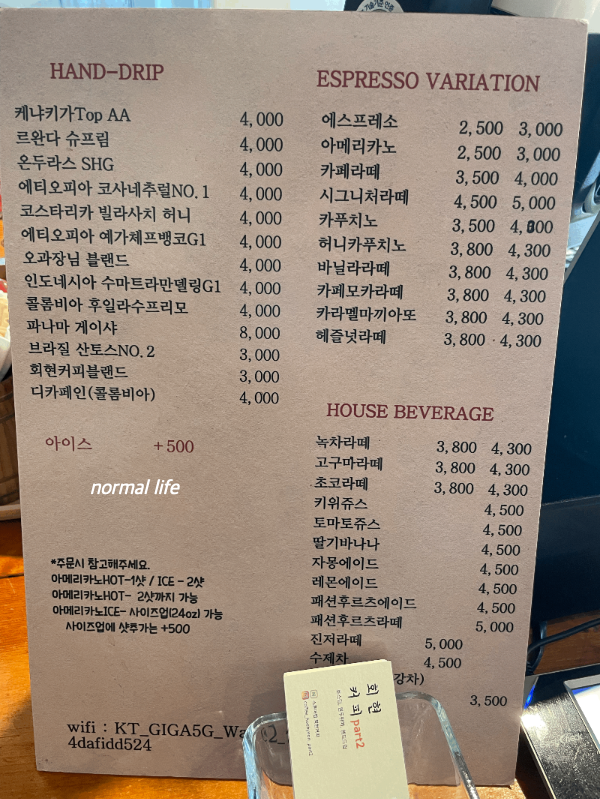 HAND-DRIP
케냐키가Top AA 4,000
르완다 슈프림 4,000
온두라스 SHG 4,000
에티오피아 코사네추럴NO.1 4,000
코스타리카 빌라사치 허니 4,000
에티오피아 예가체프뱅코G1 4,000
오과장님 블랜드 4,000
인도네시아 수마트라만델링G1 4,000
콜롬비아 후일라수프리모 4,000
파나마 게이샤 8,000
브라질 산토스NO.2 3,000
회현커피블랜드 3,000
디카페인(콜롬비아) 4,000
아이스 +500
normal life
*주문시 참고해주세요.
아메리카노HOT-1샷 / ICE - 2샷
아메리카노HOT- 2샷까지 가능
아메리카노ICE- 사이즈업(24oz) 가능
사이즈업에 샷추가는 +500
wifi : KT_GIGA5G_Wa
4dafidd524
ESPRESSO VARIATION
에스프레소 2,500 3,000
아메리카노 2,500 3,000
카페라떼 3,500 4,000
시그니처라떼 4,500 5,000
카푸치노 3,500
허니카푸치노 3,800 4,300
바닐라라떼 3,800 4,300
카페모카라떼 3,800 4,300
카라멜마끼아또 3,800 4,300
헤즐넛라떼 3,800 4,300
HOUSE BEVERAGE
녹차라떼 3,800 4,300
고구마라떼 3,800 4,300
초코라떼 3,800 4,300
키위쥬스 4,500
토마토쥬스 4,500
딸기바나나 4,500
자몽에이드 4,500
레몬에이드 4,500
패션후르츠에이드 4,500
패션후르츠라떼 5,000
진저라떼 5,000
수제차 4,500
강차)
3,500
회현
커피 part2